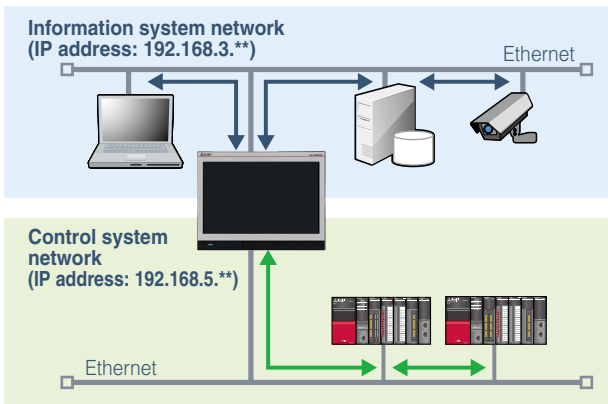 Information system network
(IP address: 192.168.3.**)
Ethernet
Control system
network
(IP address: 192.168.5.**)
Ethernet